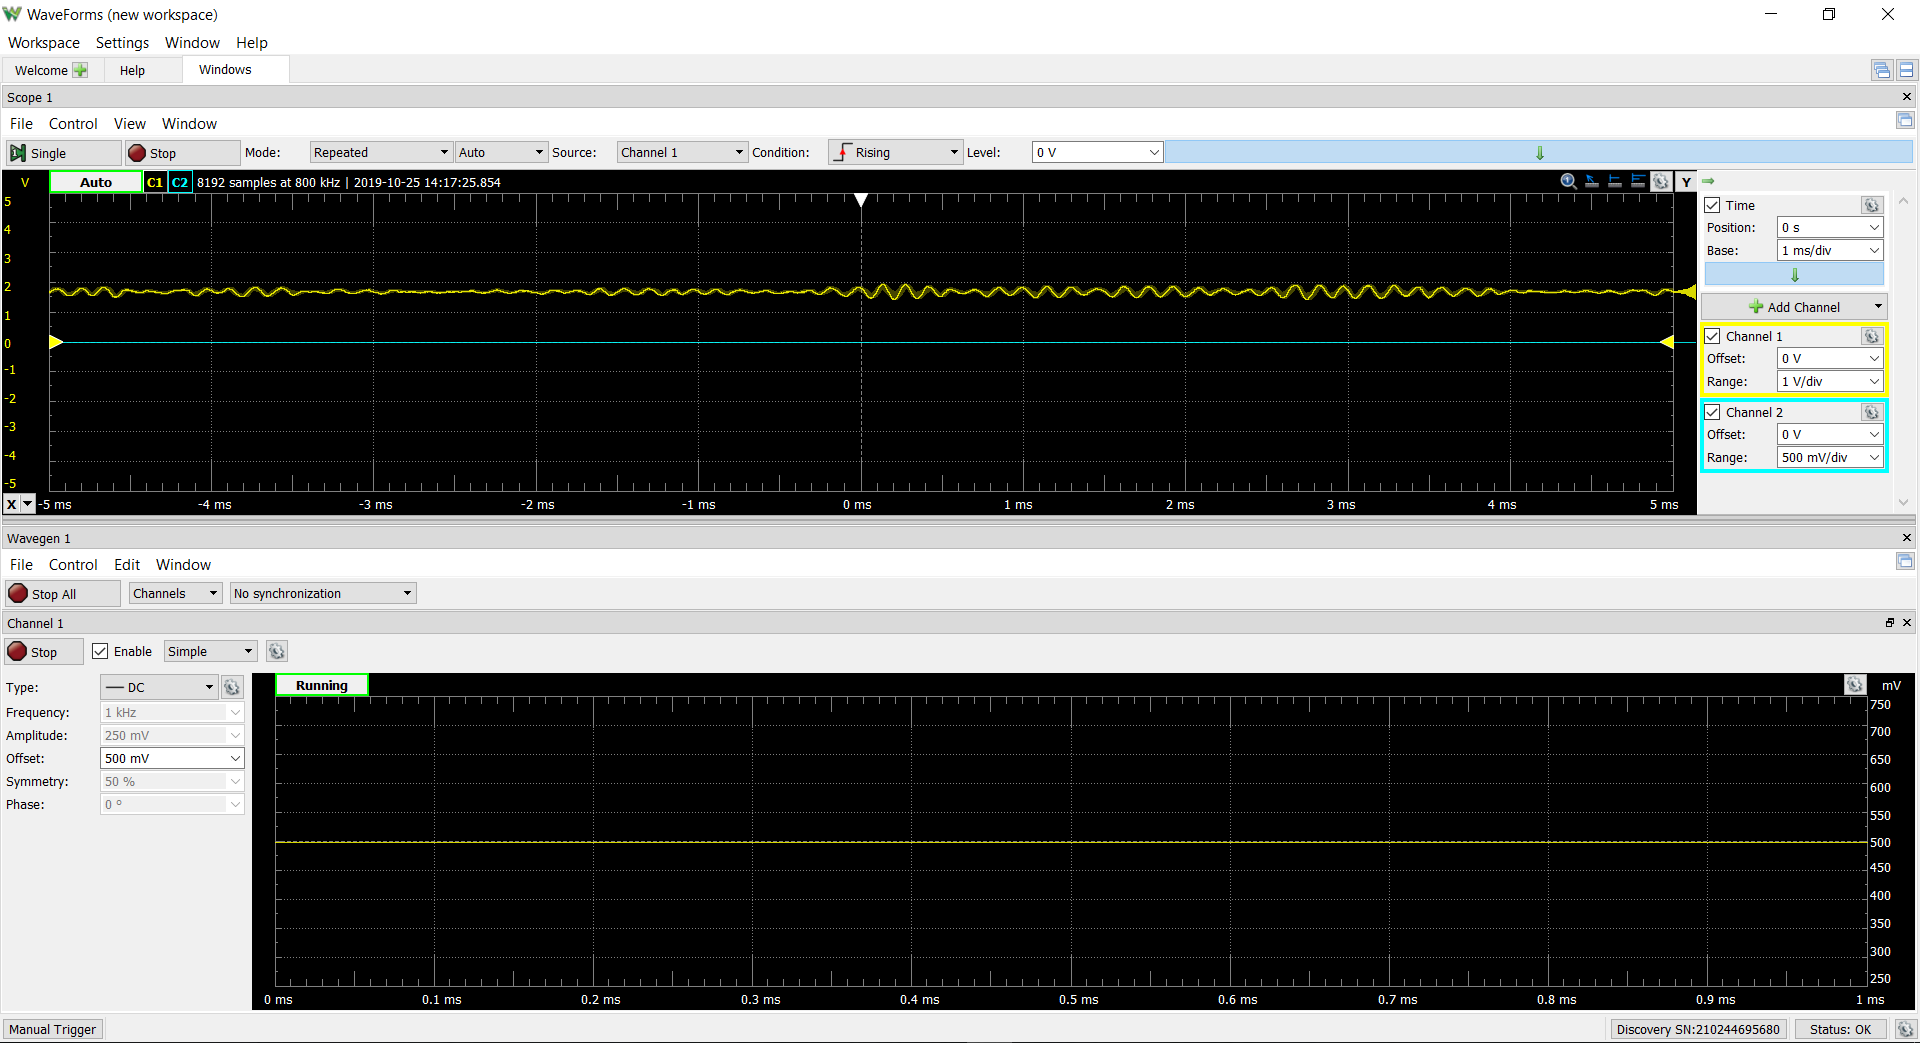 WaveForms (new workspace)
Workspace Settings Window Help
Welcome Help Windows
Scope 1
File Control View Window
Single Stop Mode: Repeated Auto Source: Channel 1 Condition: Rising Level: 0 V
V Auto C1 C2 8192 samples at 800 kHz | 2019-10-25 14:17:25.854 Y
5
4
3
2
1
0
-1
-2
-3
-4
-5
X -5 ms -4 ms -3 ms -2 ms -1 ms 0 ms 1 ms 2 ms 3 ms 4 ms 5 ms
Time
Position: 0 s
Base: 1 ms/div
Add Channel
Channel 1
Offset: 0 V
Range: 1 V/div
Channel 2
Offset: 0 V
Range: 500 mV/div
Wavegen 1
File Control Edit Window
Stop All Channels No synchronization
Channel 1
Stop Enable Simple
Type: DC
Frequency: 1 kHz
Amplitude: 250 mV
Offset: 500 mV
Symmetry: 50 %
Phase: 0 º
Running mV
750
700
650
600
550
500
450
400
350
300
250
0 ms 0.1 ms 0.2 ms 0.3 ms 0.4 ms 0.5 ms 0.6 ms 0.7 ms 0.8 ms 0.9 ms 1 ms
Manual Trigger Discovery SN:210244695680 Status: OK